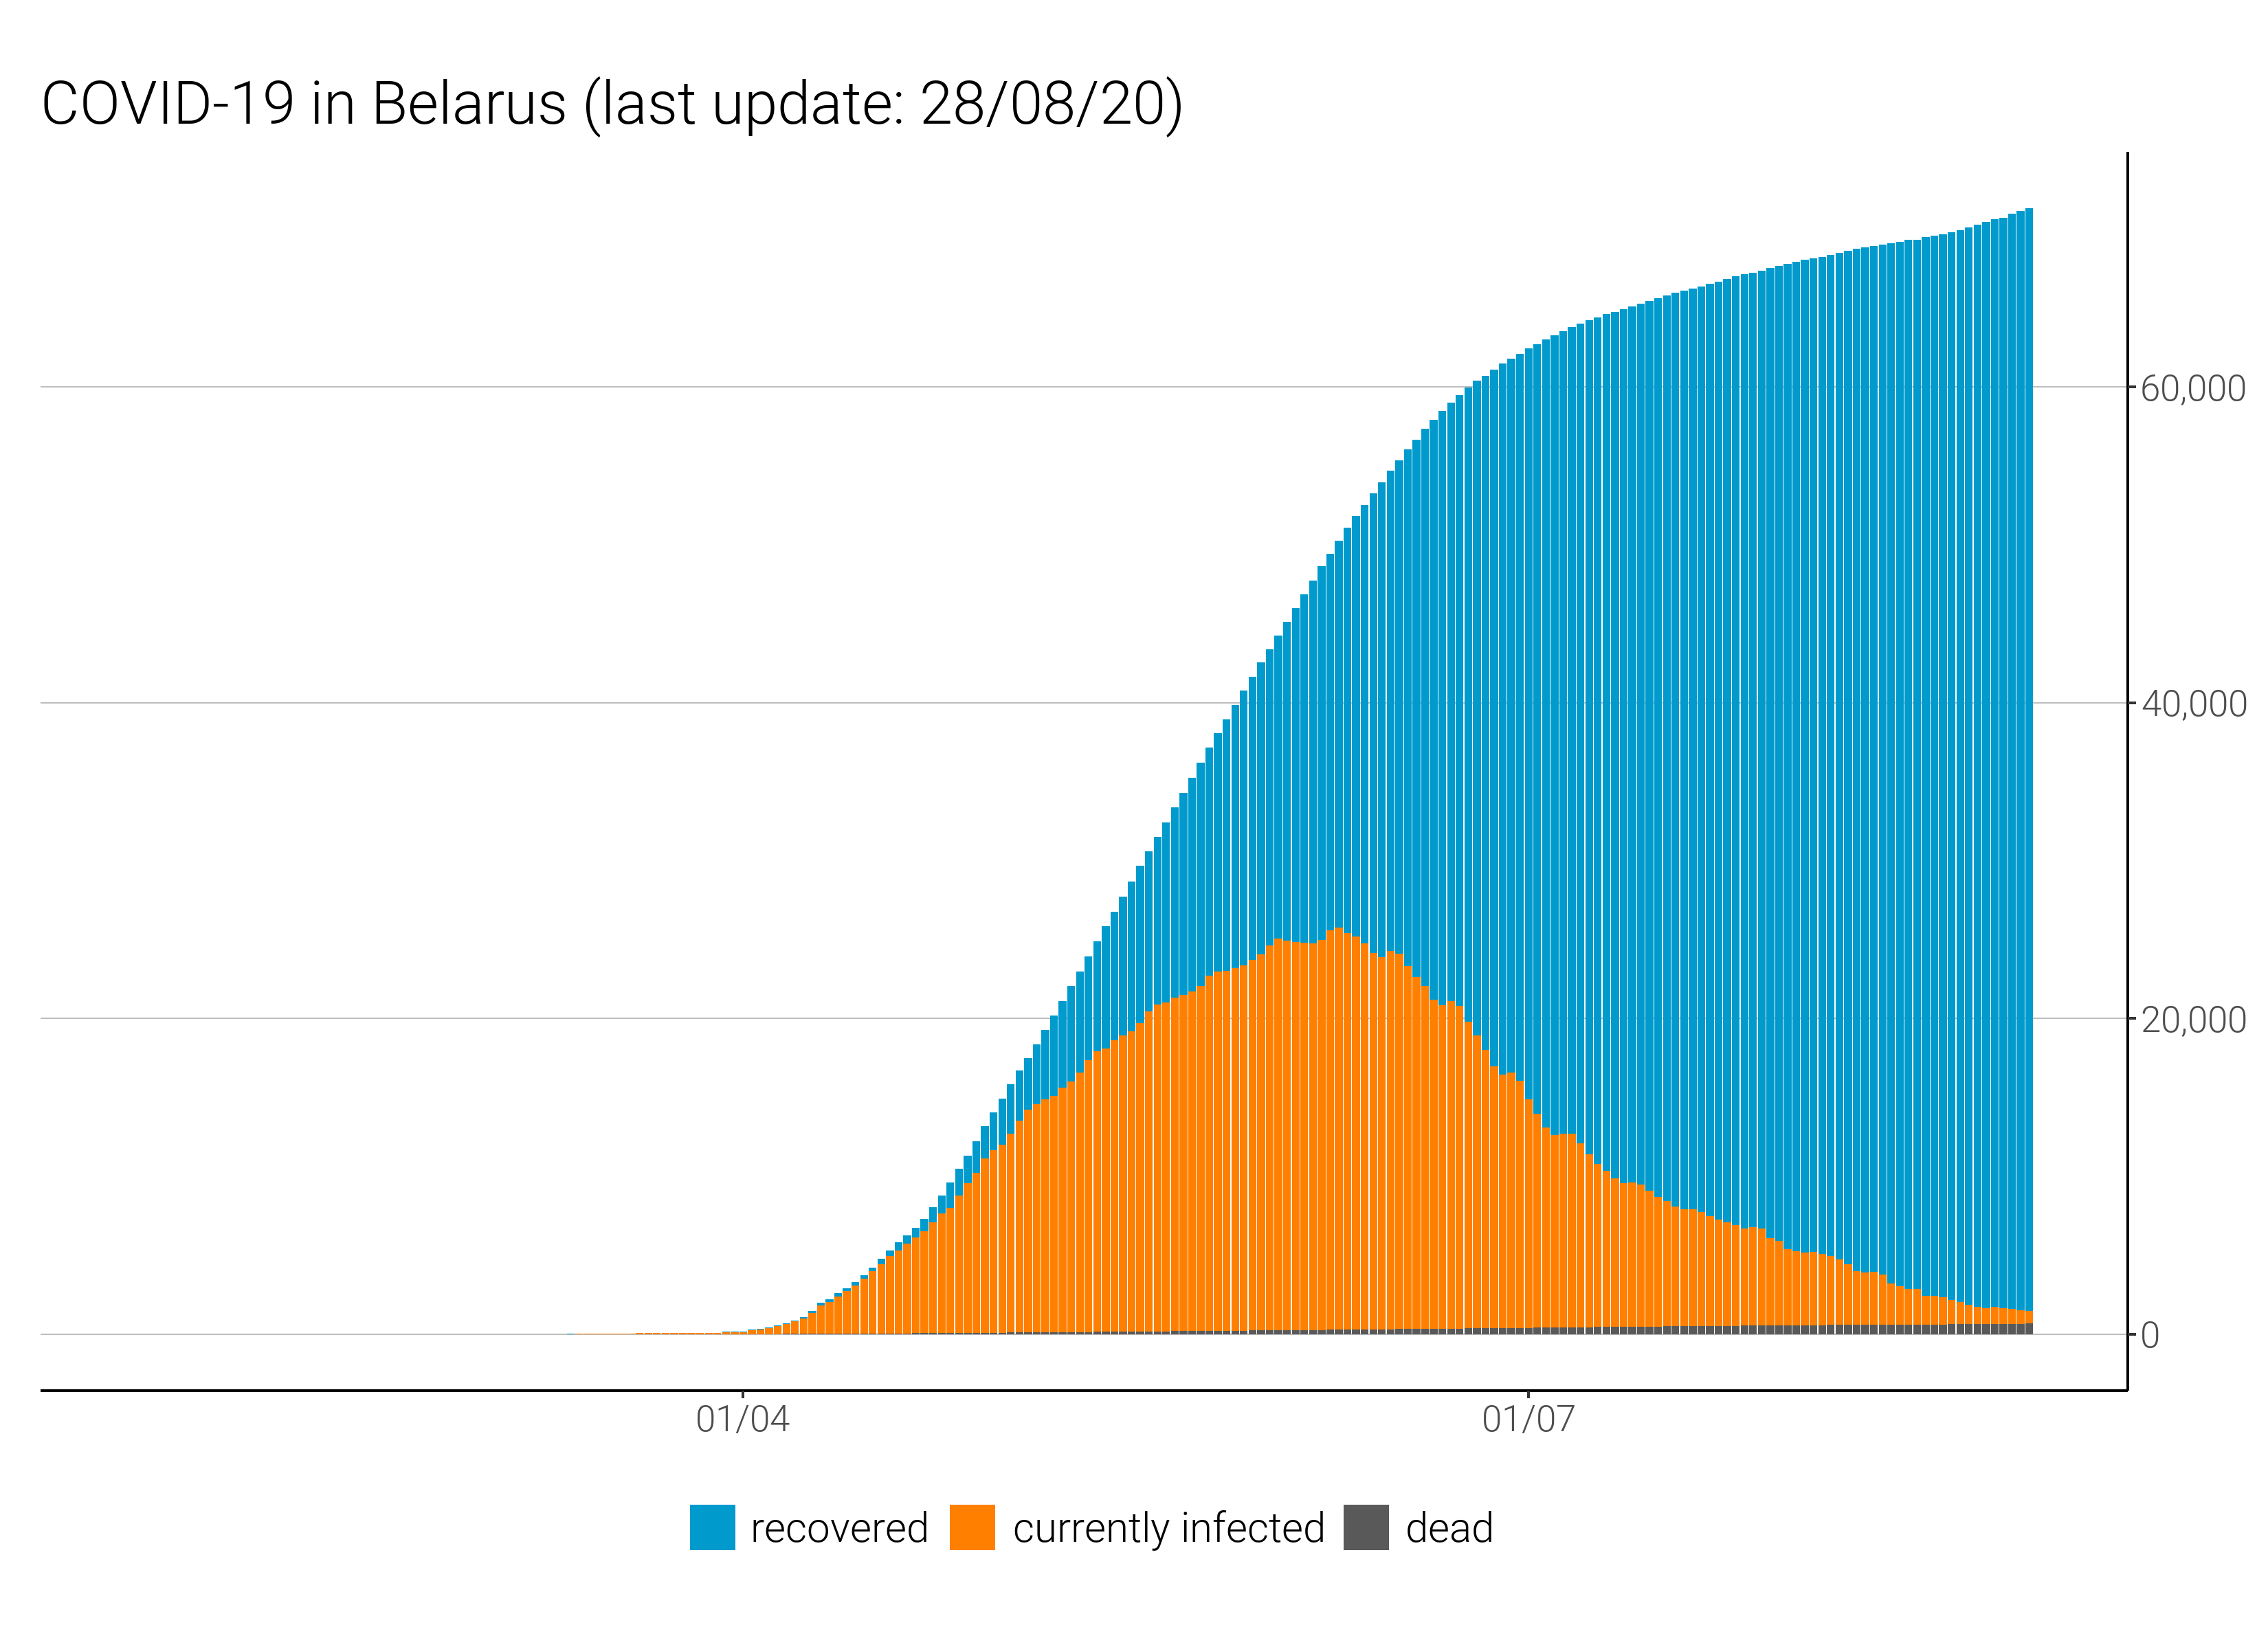 COVID-19 in Belarus (last update: 28/08/20)
60,000
40,000
20,000
0
01/04 01/07
recovered currently infected dead